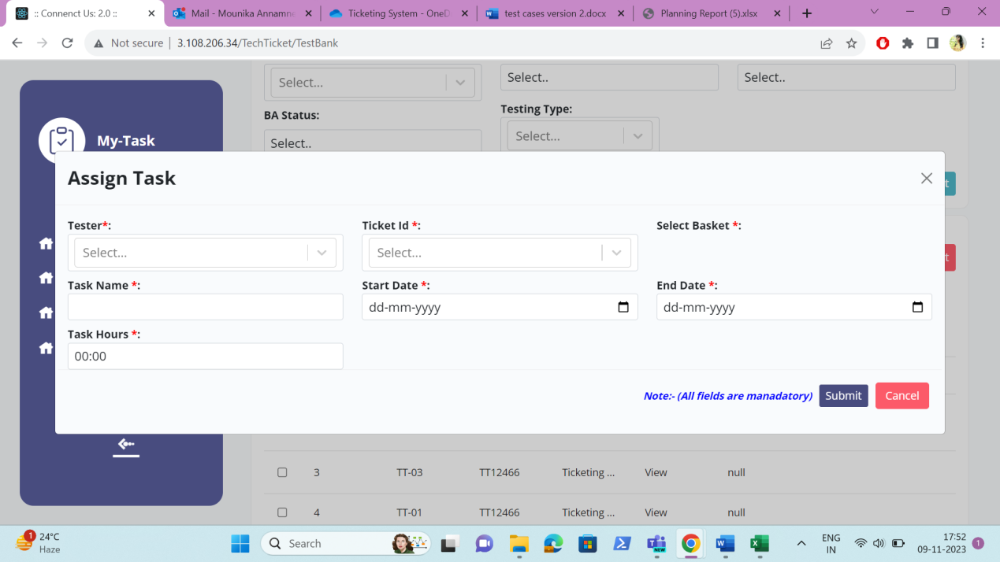 :: Connenct Us: 2.0 ::
Mail - Mounika Annamne
Ticketing System - OneD
test cases version 2.docx
Planning Report (5).xlsx
Not secure
3.108.206.34/TechTicket/TestBank
Select...
Select..
Select..
BA Status:
Testing Type:
Select..
Select...
My-Task
Assign Task
t
Tester*:
Ticket Id *:
Select Basket *:
Select...
Select...
t
Task Name *:
Start Date *:
End Date *:
dd-mm-yyyy
dd-mm-yyyy
Task Hours *:
00:00
Note:- (All fields are manadatory)
Submit
Cancel
3 TT-03 TT12466 Ticketing ... View null
4 TT-01 TT12466 Ticketing ... View null
1
24°C
Haze
Search
NEW
ENG
IN
17:52
09-11-2023
1